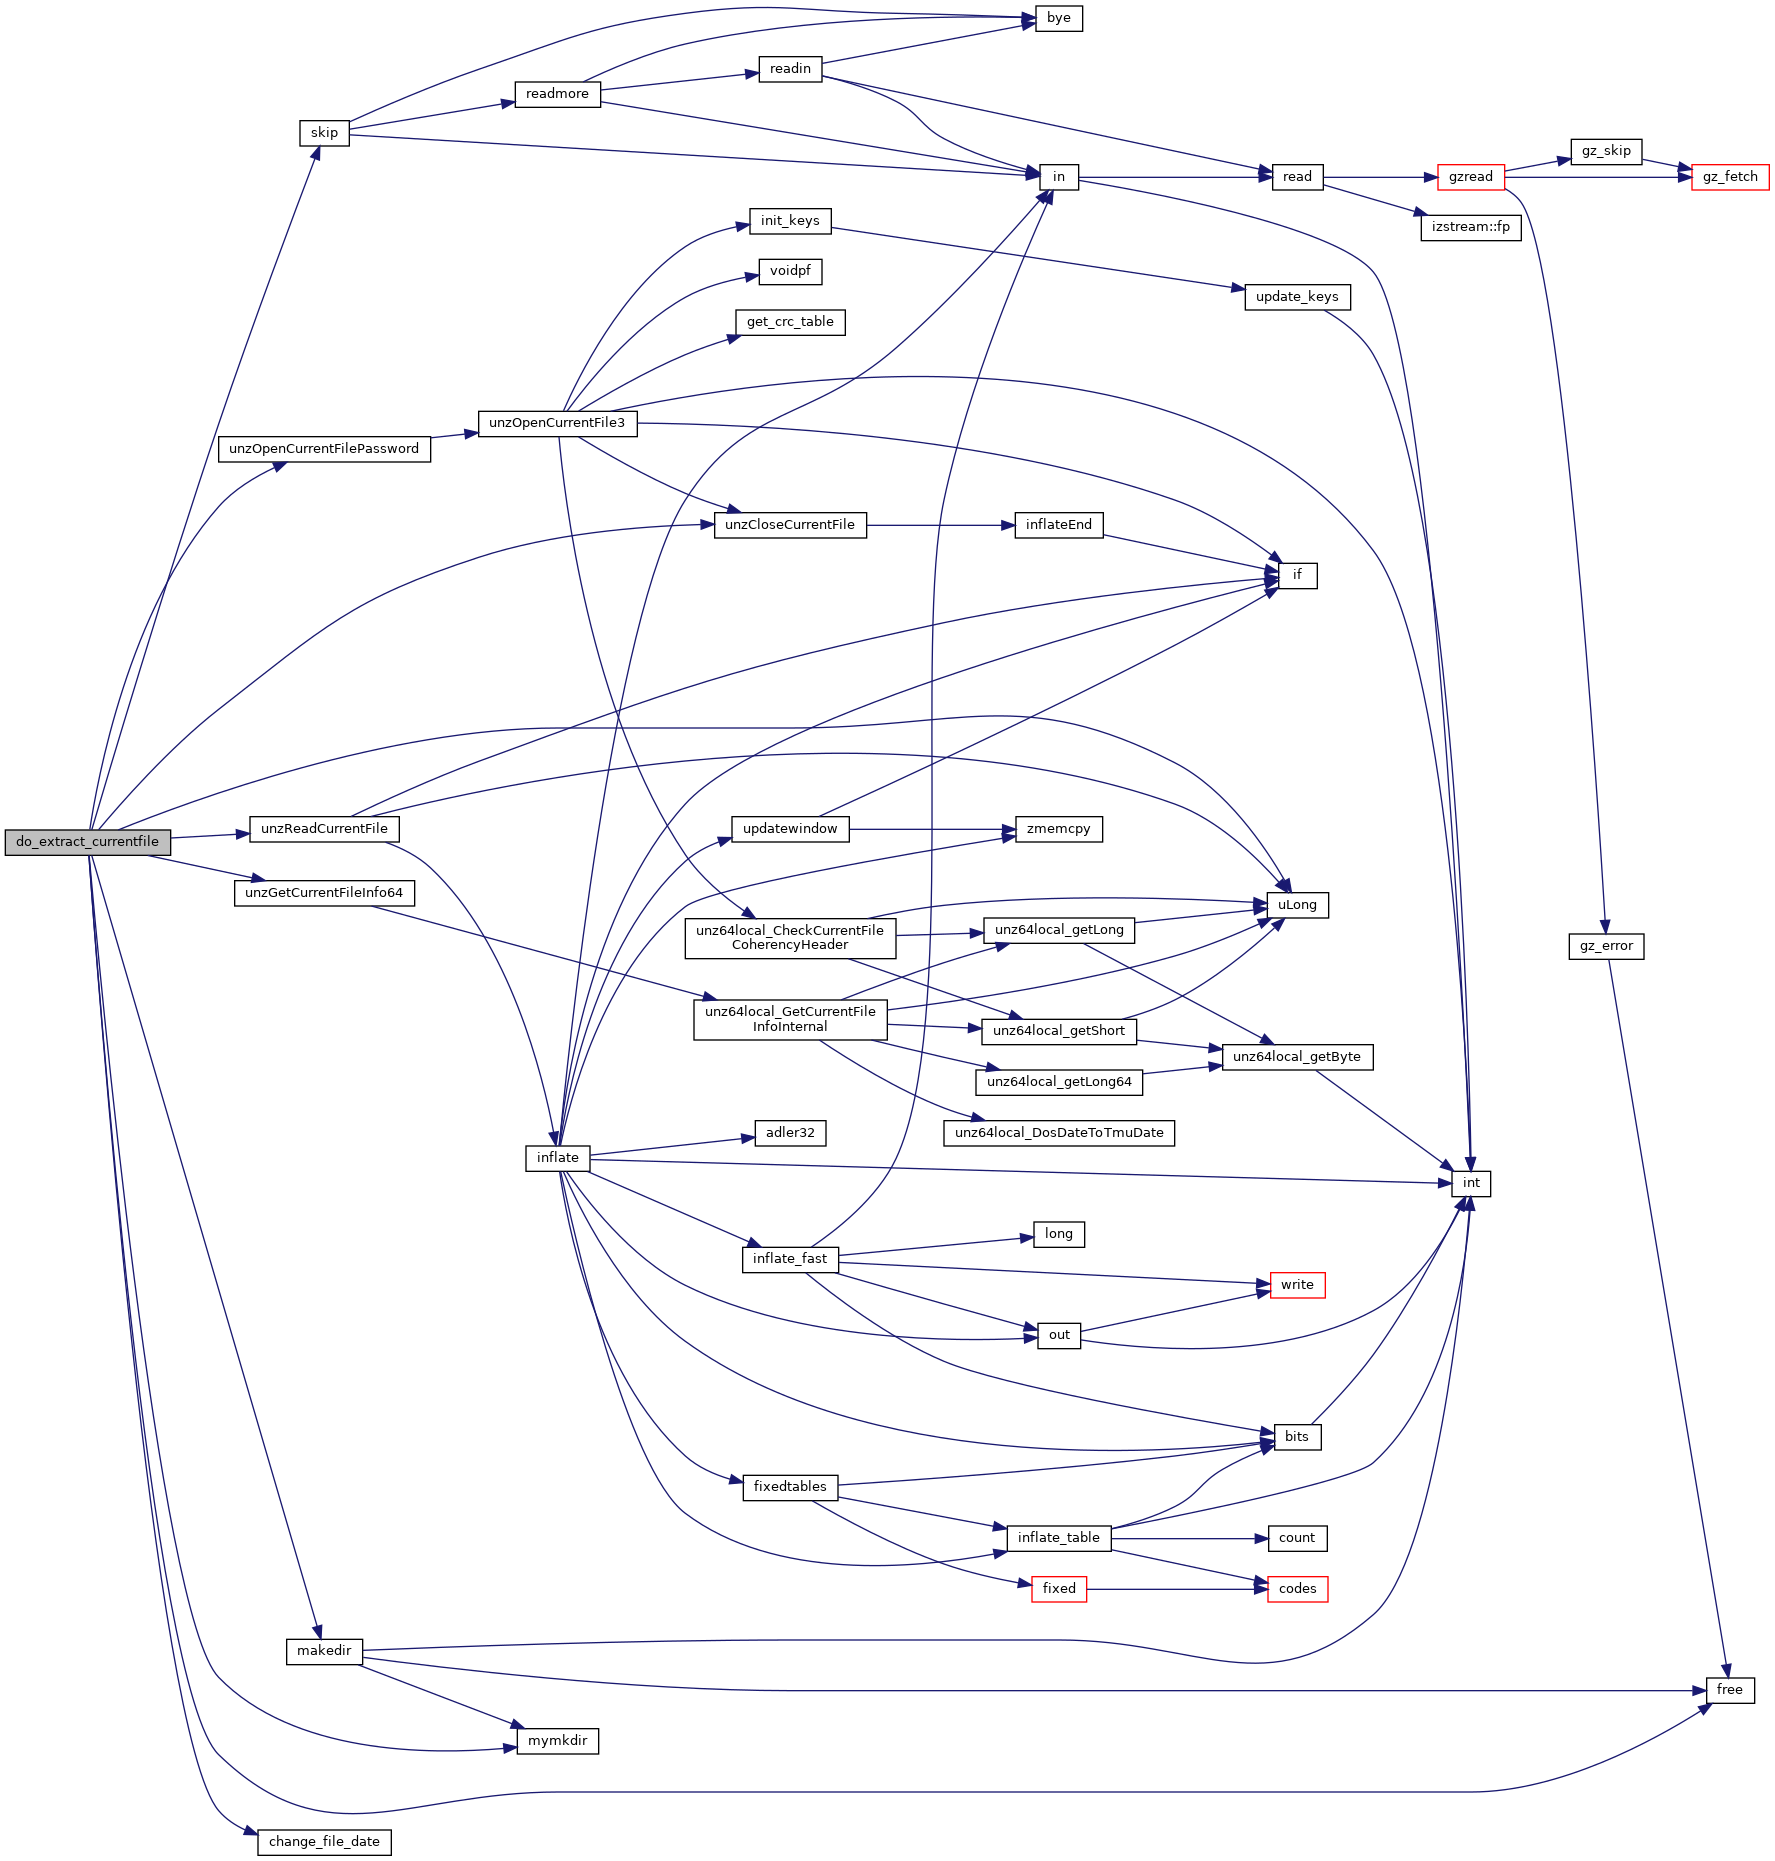 bye
readin
readmore
skip
gz_skip
in
read
gzread
gz_fetch
init_keys
izstream::fp
voidpf
update_keys
get_crc_table
unzOpenCurrentFile3
unzOpenCurrentFilePassword
unzCloseCurrentFile
inflateEnd
if
unzReadCurrentFile
updatewindow
zmemcpy
do_extract_currentfile
unzGetCurrentFileInfo64
uLong
unz64local_CheckCurrentFile
CoherencyHeader
unz64local_getLong
gz_error
unz64local_GetCurrentFile
InfoInternal
unz64local_getShort
unz64local_getByte
unz64local_getLong64
adler32
unz64local_DosDateToTmuDate
inflate
int
long
inflate_fast
write
out
bits
fixedtables
inflate_table
count
fixed
codes
makedir
free
mymkdir
change_file_date